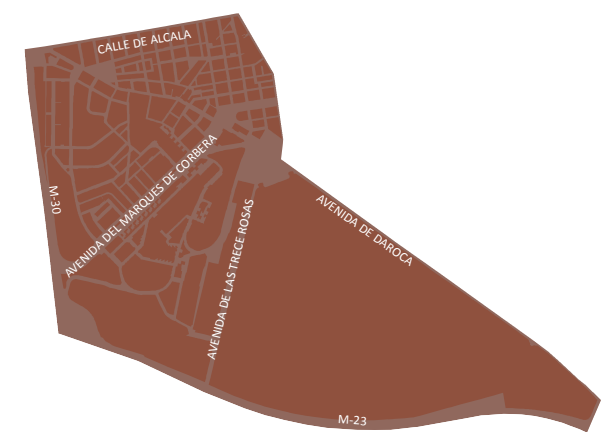 CALLE DE ALCALA
AVENIDA DEL MARQUES DE CORBERA
M-30
AVENIDA DE LAS TRECE ROSAS
AVENIDA DE DAROCA
M-23